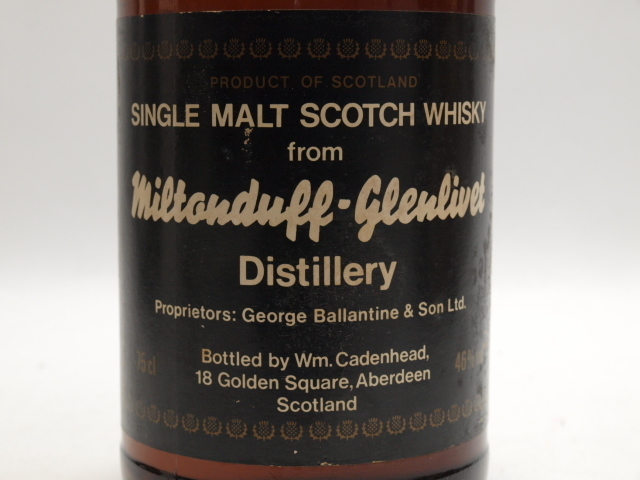 PRODUCT OF SCOTLAND
SINGLE MALT SCOTCH WHISKY
from
Miltonduff-Glenlivet
Distillery
Proprietors: George Ballantine & Son Ltd.
75 cl
Bottled by Wm. Cadenhead,
46%
18 Golden Square, Aberdeen
Scotland